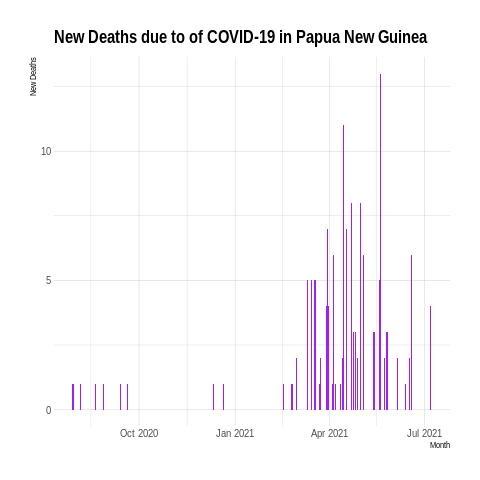 New Deaths due to of COVID-19 in Papua New Guinea
New Deaths
10
5
0
Oct 2020 Jan 2021 Apr 2021 Jul 2021
Month